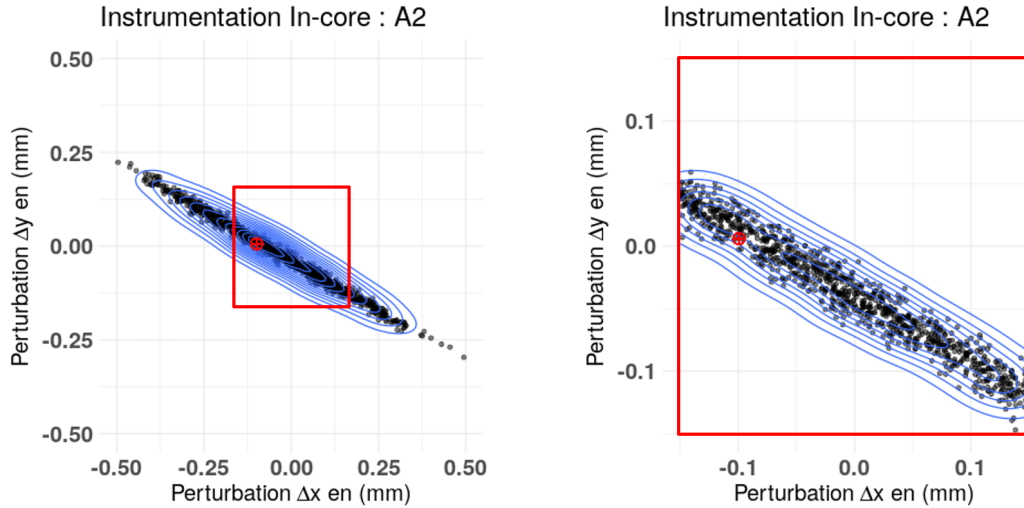 Instrumentation In-core : A2
Perturbation Δy en (mm)
0.50
0.25
0.00
-0.25
-0.50
-0.50 -0.25 0.00 0.25 0.50
Perturbation Δx en (mm)
Instrumentation In-core : A2
Perturbation Δy en (mm)
0.1
0.0
-0.1
-0.1 0.0 0.1
Perturbation Δx en (mm)